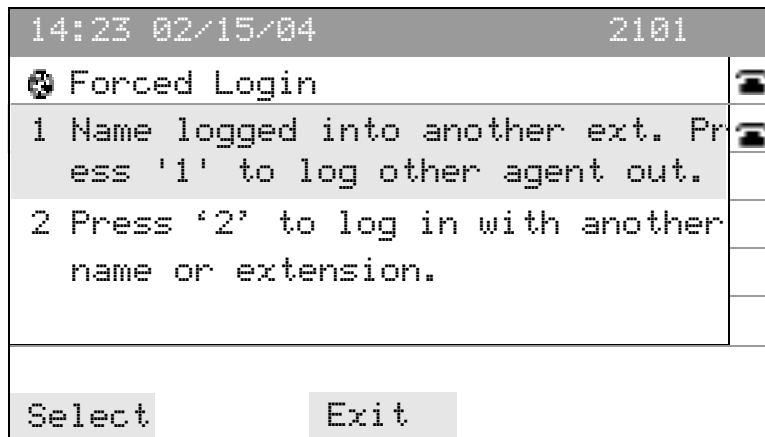 14:23 02/15/04 2101
Forced Login
1 Name logged into another ext. Pr
ess '1' to log other agent out.
2 Press ‘2’ to log in with another
name or extension.
Select Exit